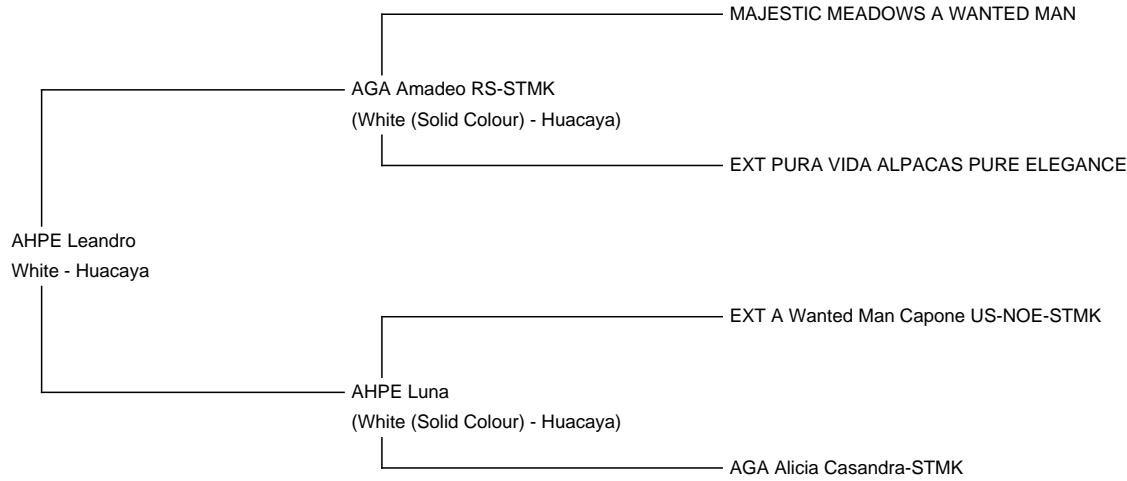 MAJESTIC MEADOWS A WANTED MAN
AGA Amadeo RS-STMK
(White (Solid Colour) - Huacaya)
EXT PURA VIDA ALPACAS PURE ELEGANCE
AHPE Leandro
White - Huacaya
EXT A Wanted Man Capone US-NOE-STMK
AHPE Luna
(White (Solid Colour) - Huacaya)
AGA Alicia Casandra-STMK